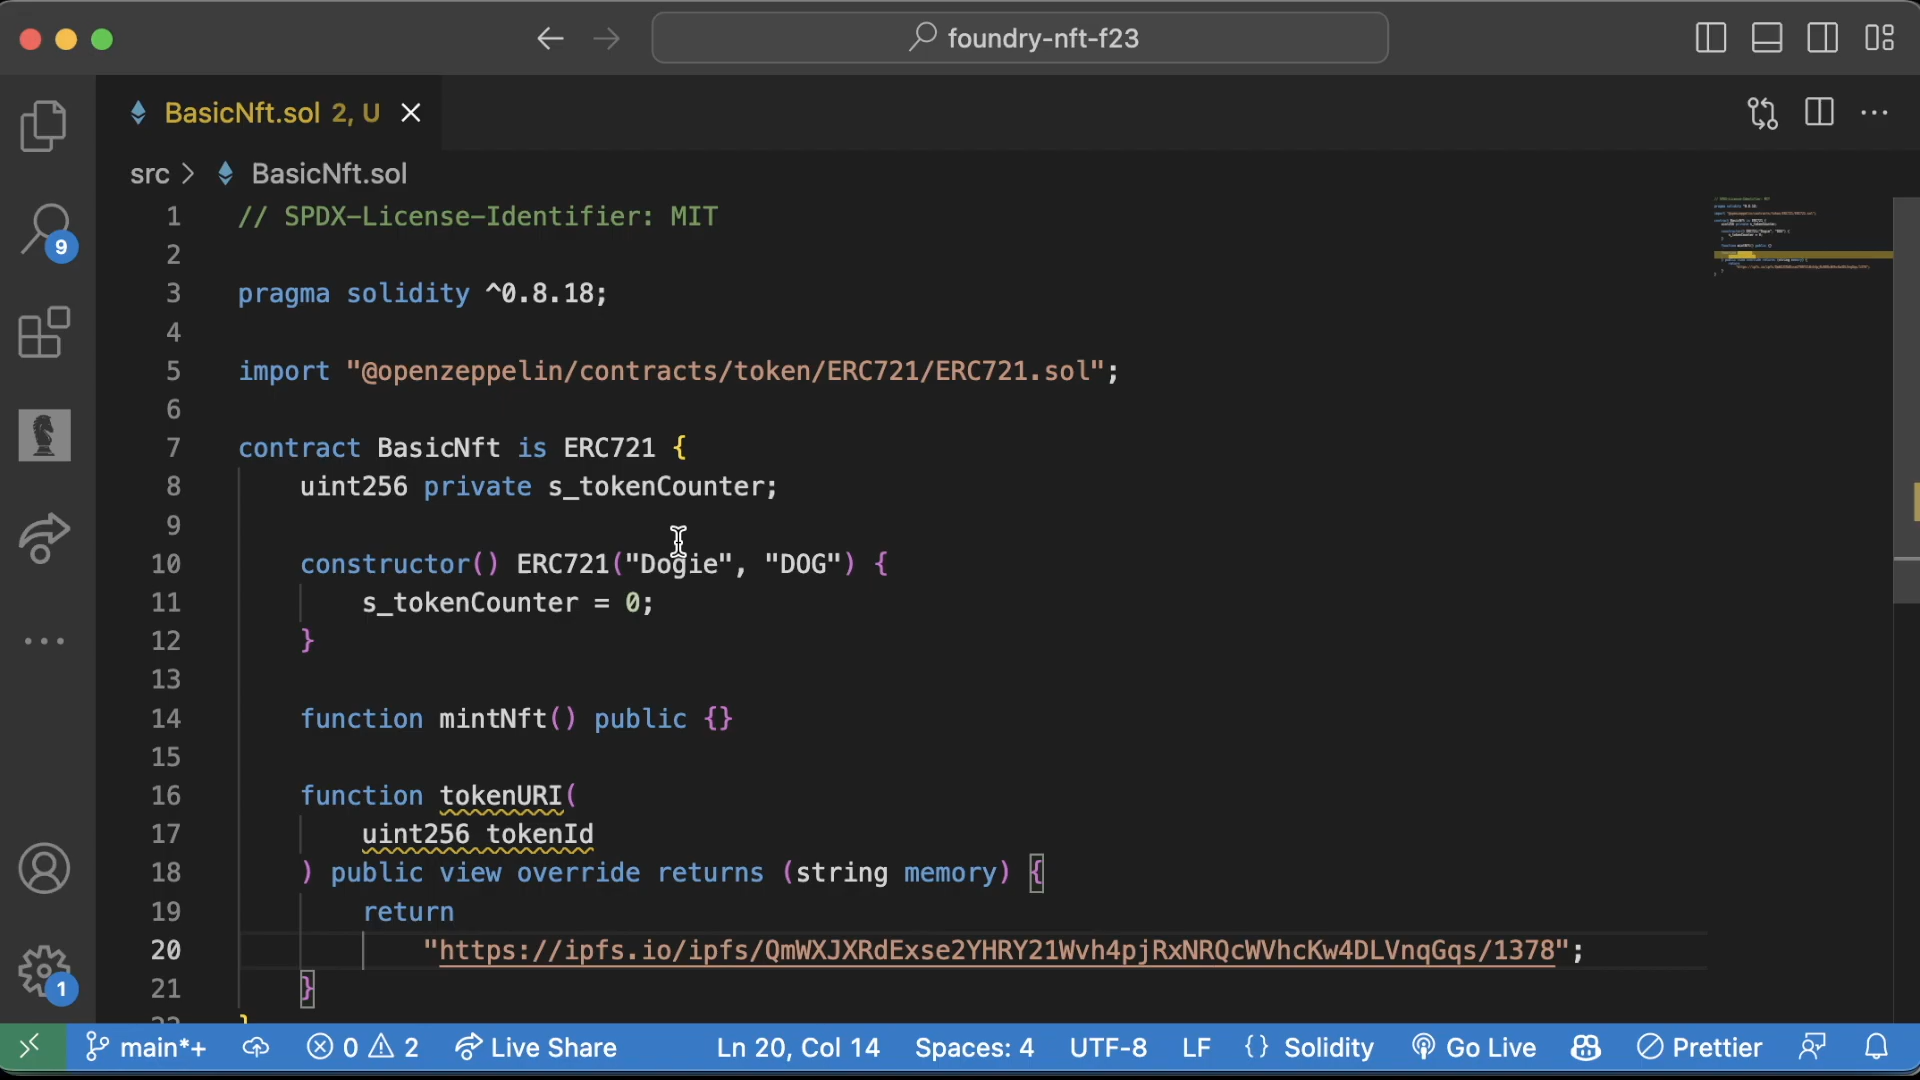 foundry-nft-f23
BasicNft.sol 2, U
src > BasicNft.sol
1 // SPDX-License-Identifier: MIT
2
3 pragma solidity ^0.8.18;
4
5 import "@openzeppelin/contracts/token/ERC721/ERC721.sol";
6
7 contract BasicNft is ERC721 {
8 uint256 private s_tokenCounter;
9
10 constructor() ERC721("Dogie", "DOG") {
11 s_tokenCounter = 0;
12 }
13
14 function mintNft() public {}
15
16 function tokenURI(
17 uint256 tokenId
18 ) public view override returns (string memory) {
19 return
20 "https://ipfs.io/ipfs/QmWXJXRdExse2YHRY21Wvh4pjRxNRQcWVhcKw4DLVnqGqs/1378";
21 }
9
1
main*+ 0 2 Live Share Ln 20, Col 14 Spaces: 4 UTF-8 LF {} Solidity Go Live Prettier